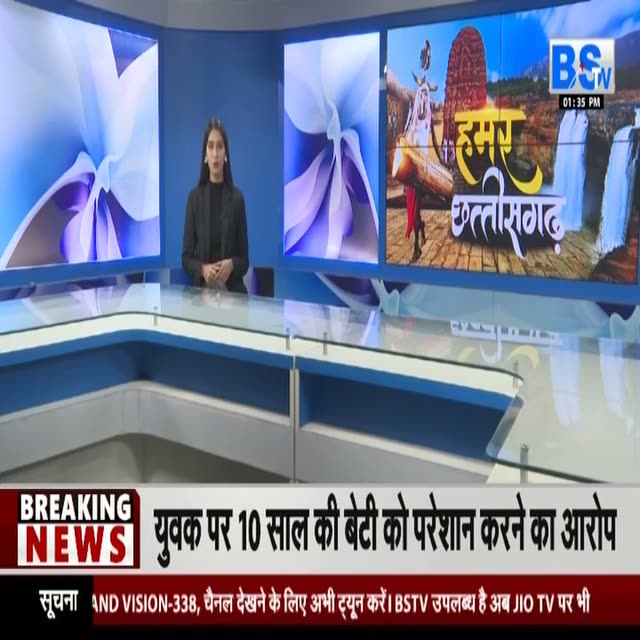 BSTV
01:35 PM
हमर
छत्तीसगढ़
BREAKING
NEWS
युवक पर 10 साल की बेटी को परेशान करने का आरोप
सूचना
AND VISION-338, चैनल देखने के लिए अभी ट्यून करें। BSTV उपलब्ध है अब JIO TV पर भी